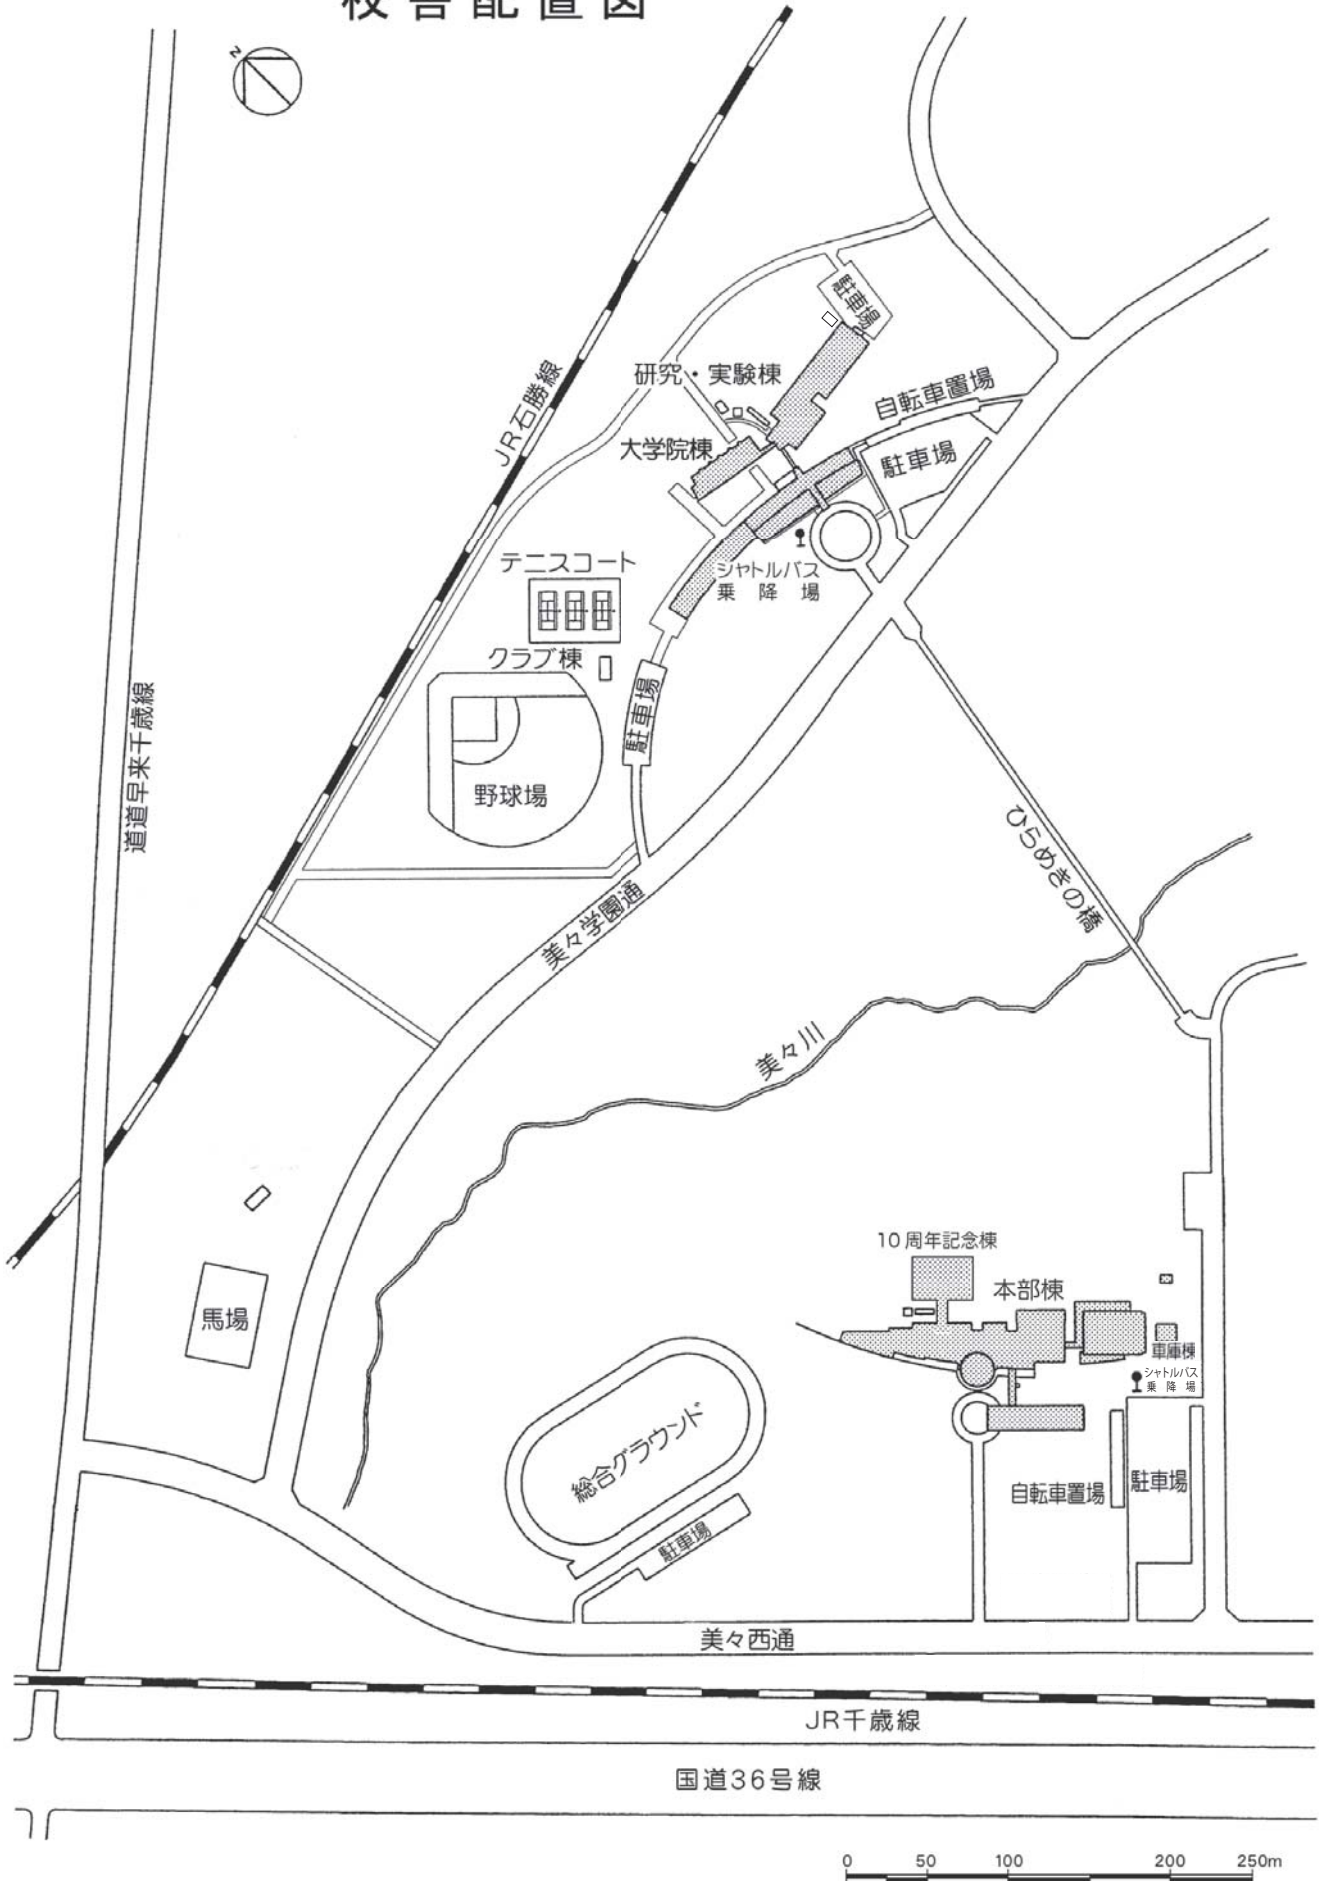 校舎配置図
N
駐車場
研究・実験棟
自転車置場
JR石勝線
大学院棟
駐車場
テニスコート
シャトルバス
乗降場
クラブ棟
駐車場
道道早来千歳線
野球場
ひらめきの橋
美々学園通
美々川
10周年記念棟
本部棟
馬場
車庫棟
シャトルバス
乗降場
総合グラウンド
自転車置場
駐車場
駐車場
美々西通
JR千歳線
国道36号線
0 50 100 200 250m